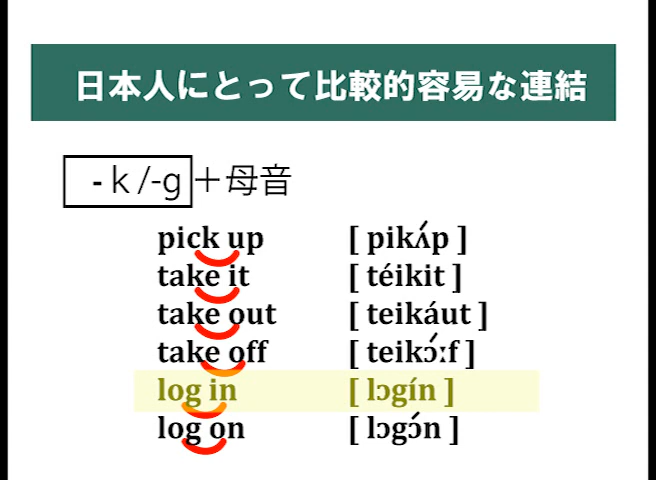 日本人にとって比較的容易な連結
-k/-g＋母音
pick up [ pikʌ́p ]
take it [ téikit ]
take out [ teikáut ]
take off [ teikɔ́ːf ]
log in [ lɔgín ]
log on [ lɔgɔ́n ]